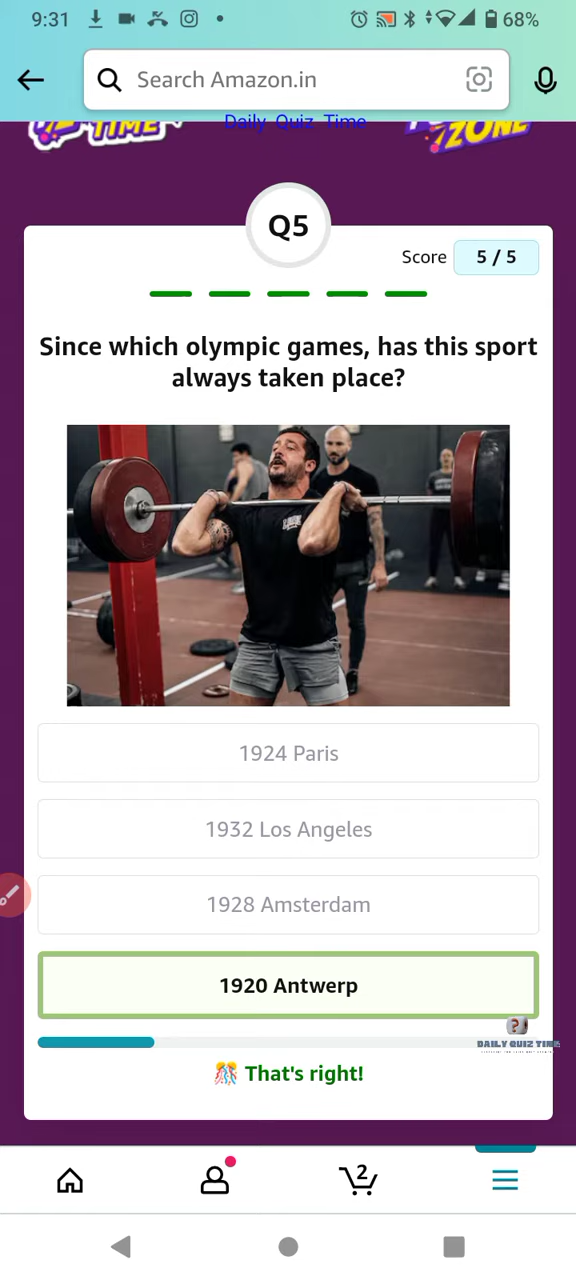 9:31
68%
Search Amazon.in
TIME
Daily Quiz Time
ZONE
Q5
Score 5 / 5
Since which olympic games, has this sport
always taken place?
1924 Paris
1932 Los Angeles
1928 Amsterdam
1920 Antwerp
DAILY QUIZ TIME
🎊 That's right!
2